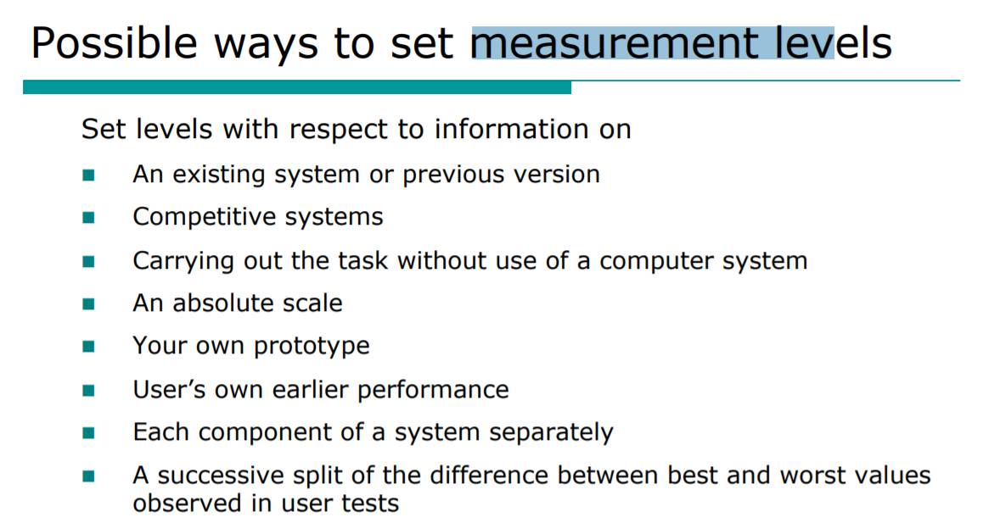 Possible ways to set measurement levels
Set levels with respect to information on
An existing system or previous version
Competitive systems
Carrying out the task without use of a computer system
An absolute scale
Your own prototype
User’s own earlier performance
Each component of a system separately
A successive split of the difference between best and worst values
observed in user tests